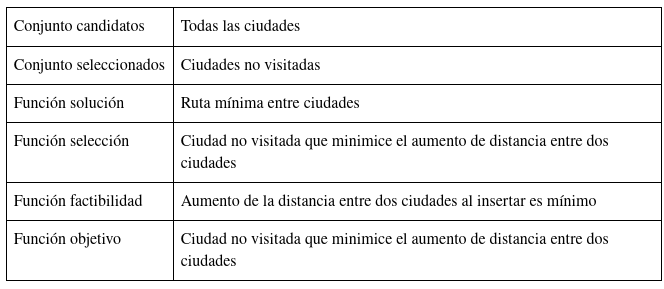 Conjunto candidatos Todas las ciudades
Conjunto seleccionados Ciudades no visitadas
Función solución Ruta mínima entre ciudades
Función selección Ciudad no visitada que minimice el aumento de distancia entre dos
ciudades
Función factibilidad Aumento de la distancia entre dos ciudades al insertar es mínimo
Función objetivo Ciudad no visitada que minimice el aumento de distancia entre dos
ciudades